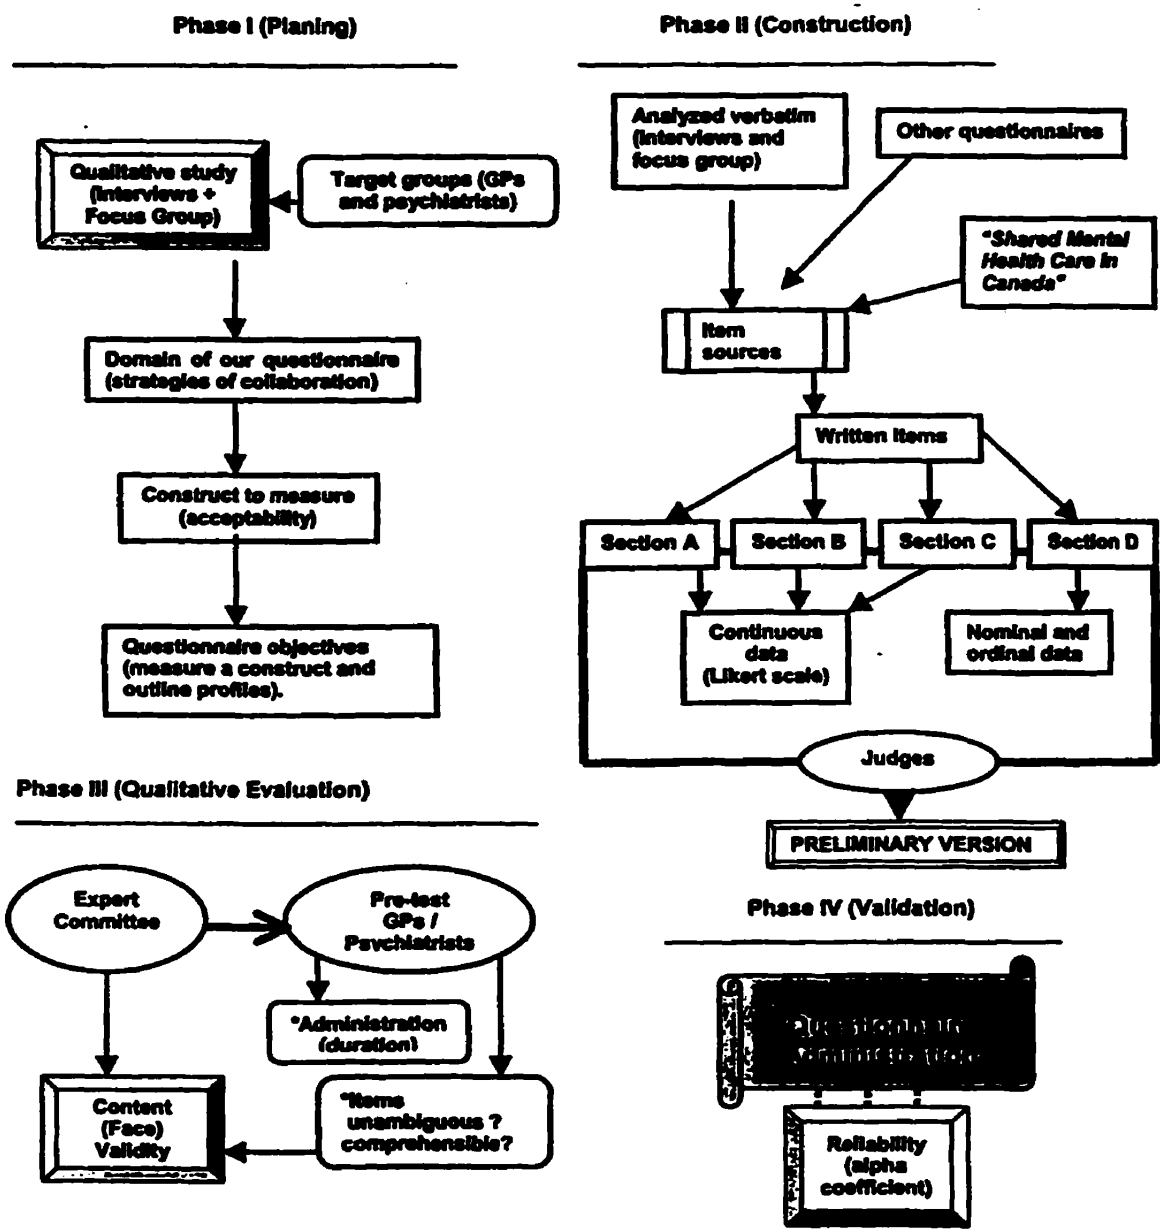 Phase I (Planing)
Qualitative study
(Interviews +
Focus Group)
Target groups (GPs
and psychiatrists)
Domain of our questionnaire
(strategies of collaboration)
Construct to measure
(acceptability)
Questionnaire objectives
(measure a construct and
outline profiles).
Phase II (Construction)
Analyzed verbatim
(interviews and
focus group)
Other questionnaires
"Shared Mental
Health Care in
Canada"
Item
sources
Written items
Section A
Section B
Section C
Section D
Continuous
data
(Likert scale)
Nominal and
ordinal data
Judges
PRELIMINARY VERSION
Phase III (Qualitative Evaluation)
Expert
Committee
Pre-test
GPs /
Psychiatrists
*Administration
(duration)
*Items
unambiguous ?
comprehensible?
Content
(Face)
Validity
Phase IV (Validation)
Reliability
(alpha
coefficient)